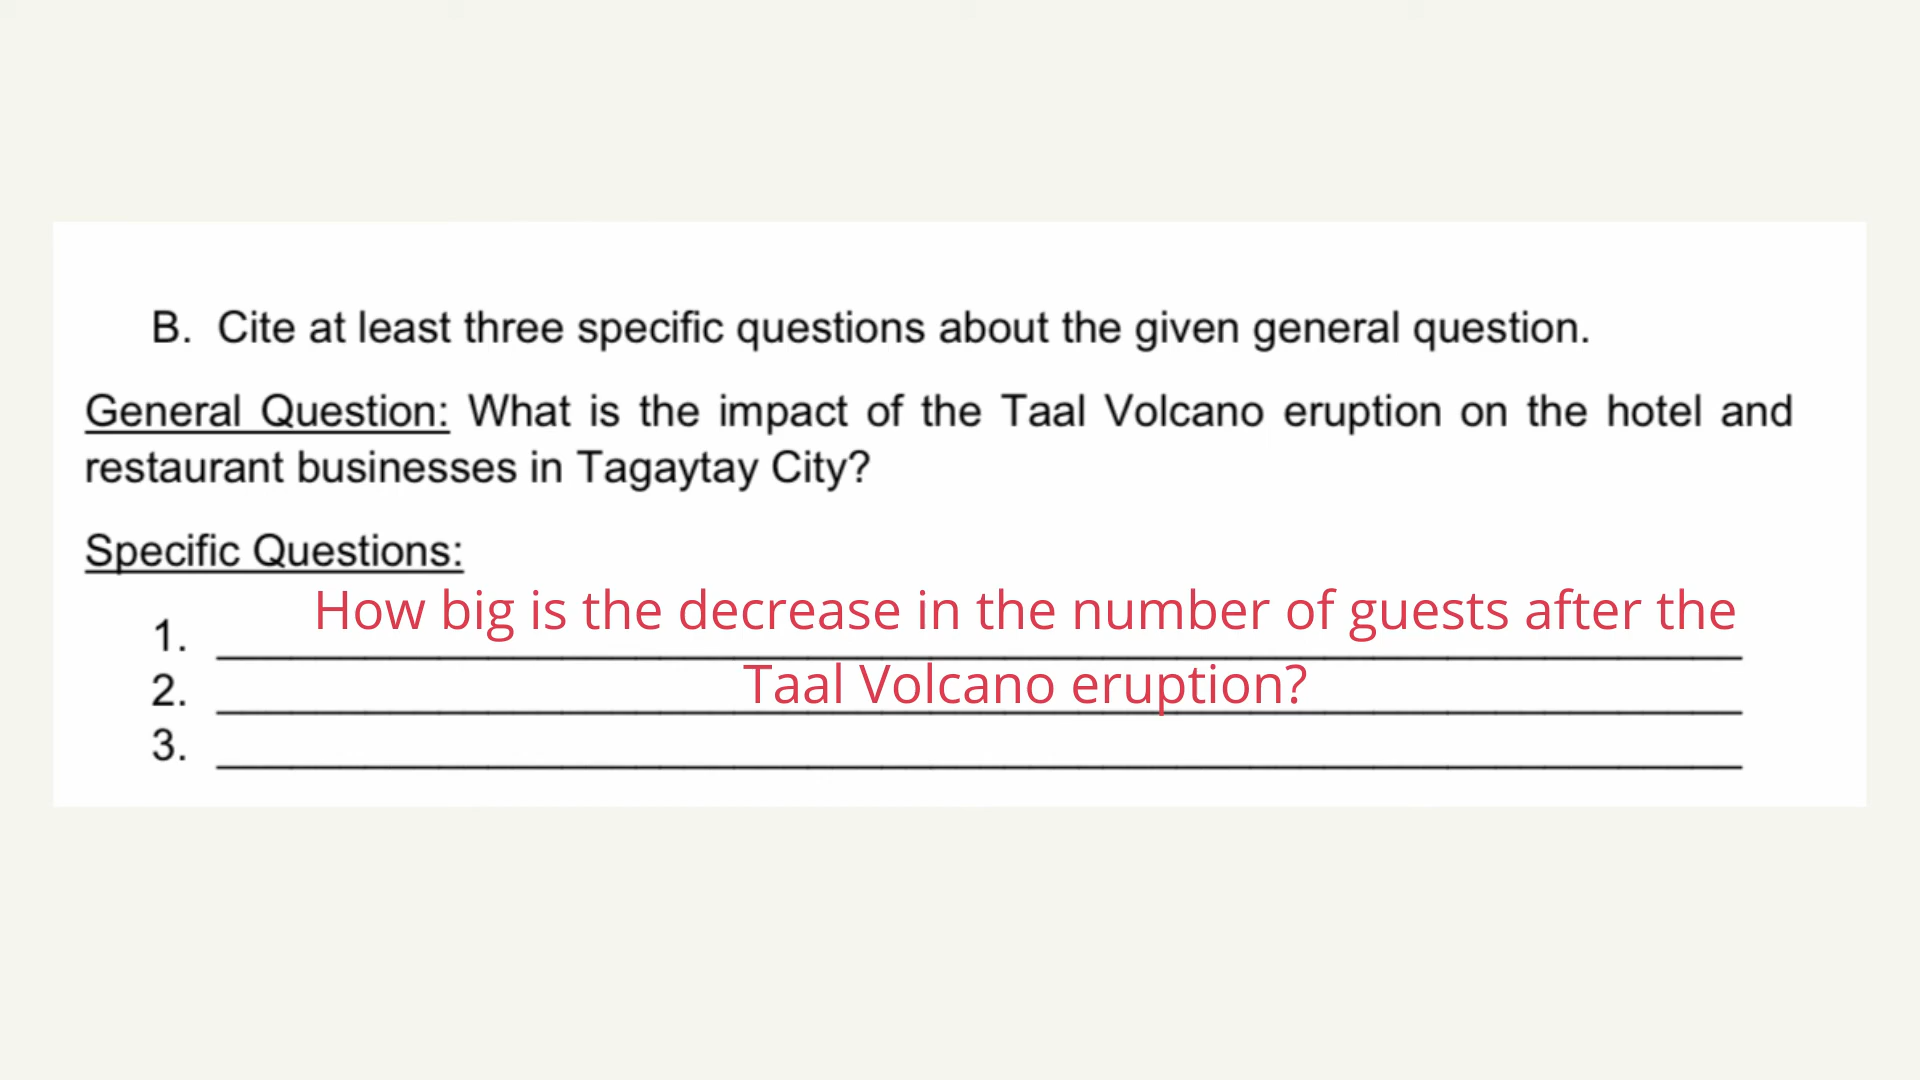 B. Cite at least three specific questions about the given general question.
General Question: What is the impact of the Taal Volcano eruption on the hotel and
restaurant businesses in Tagaytay City?
Specific Questions:
How big is the decrease in the number of guests after the
1.
Taal Volcano eruption?
2.
3.